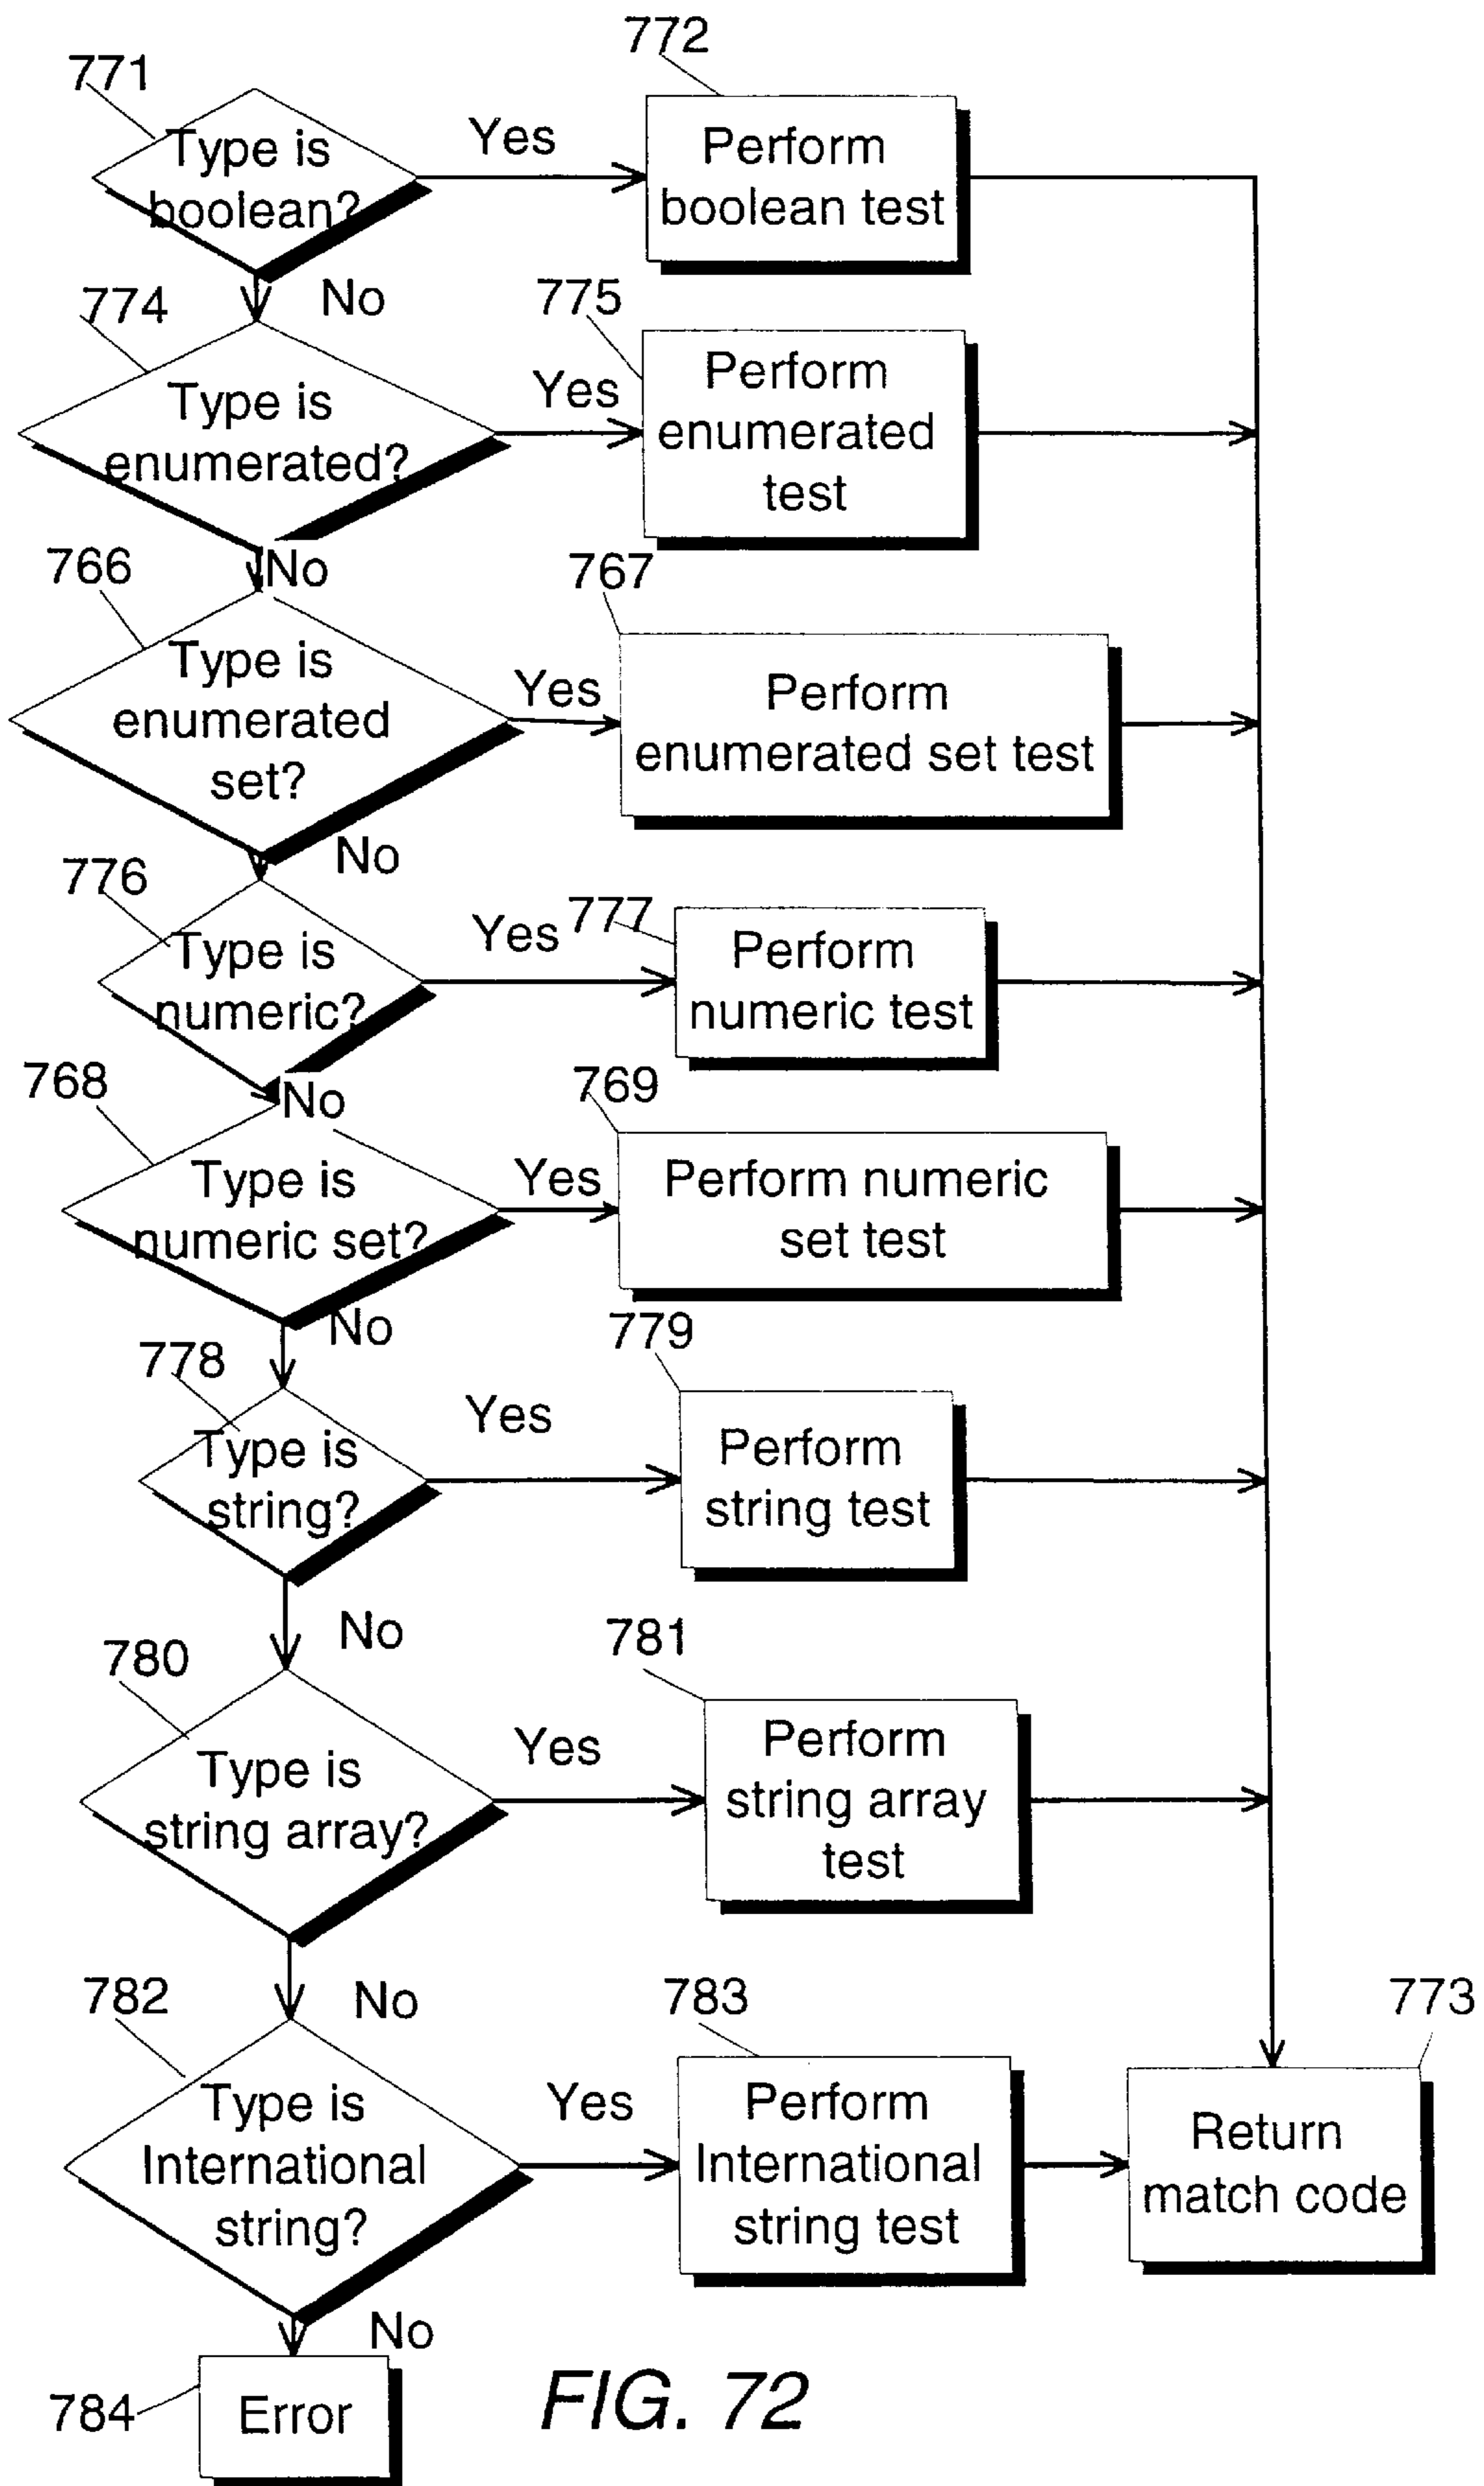 772
771
Type is
boolean?
Yes
Perform
boolean test
No
774
775
Type is
enumerated?
Yes
Perform
enumerated
test
No
766
767
Type is
enumerated
set?
Yes
Perform
enumerated set test
No
776
777
Type is
numeric?
Yes
Perform
numeric test
No
768
769
Type is
numeric set?
Yes
Perform numeric
set test
No
778
779
Type is
string?
Yes
Perform
string test
No
780
781
Type is
string array?
Yes
Perform
string array
test
No
782
783
773
Type is
International
string?
Yes
Perform
International
string test
Return
match code
No
784
Error
FIG. 72